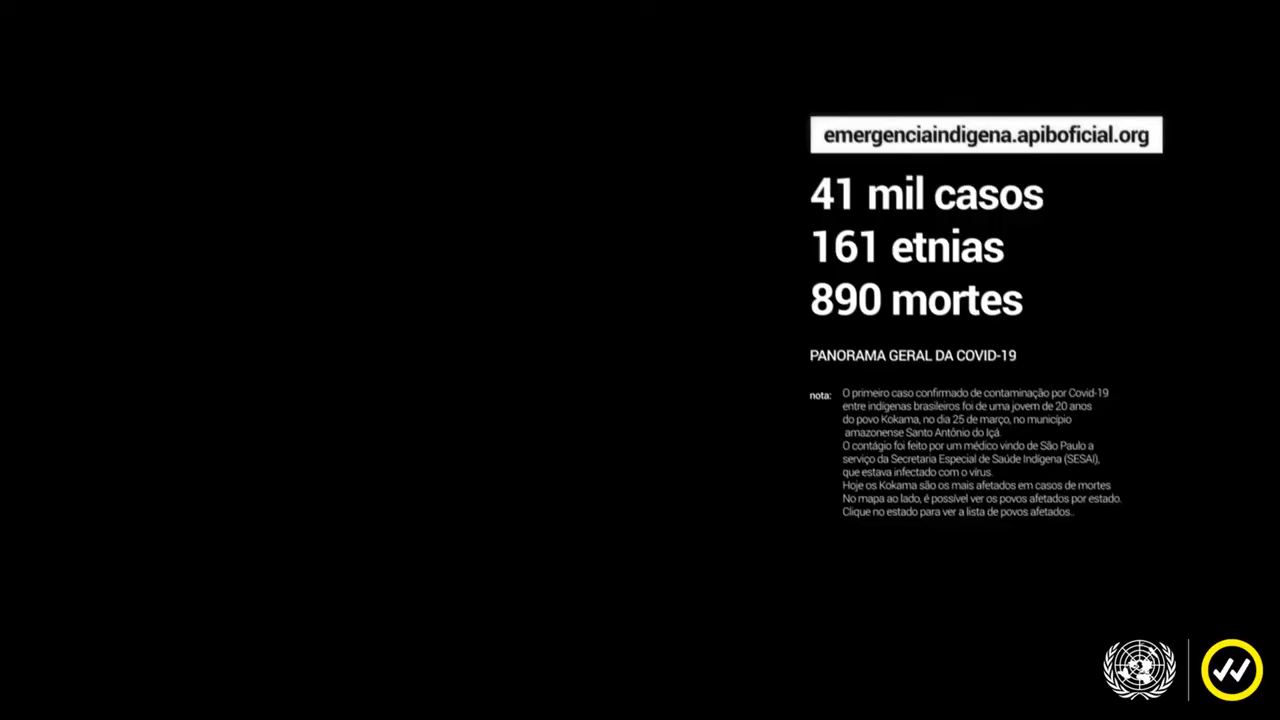 emergenciaindigena.apiboficial.org
41 mil casos
161 etnias
890 mortes
PANORAMA GERAL DA COVID-19
nota: O primeiro caso confirmado de contaminação por Covid-19
entre indígenas brasileiros foi de uma jovem de 20 anos
do povo Kokama, no dia 25 de março, no município
amazonense Santo Antônio do Içá.
O contágio foi feito por um médico vindo de São Paulo a
serviço da Secretaria Especial de Saúde Indígena (SESAI),
que estava infectado com o vírus.
Hoje os Kokama são os mais afetados em casos de mortes
No mapa ao lado, é possível ver os povos afetados por estado.
Clique no estado para ver a lista de povos afetados..